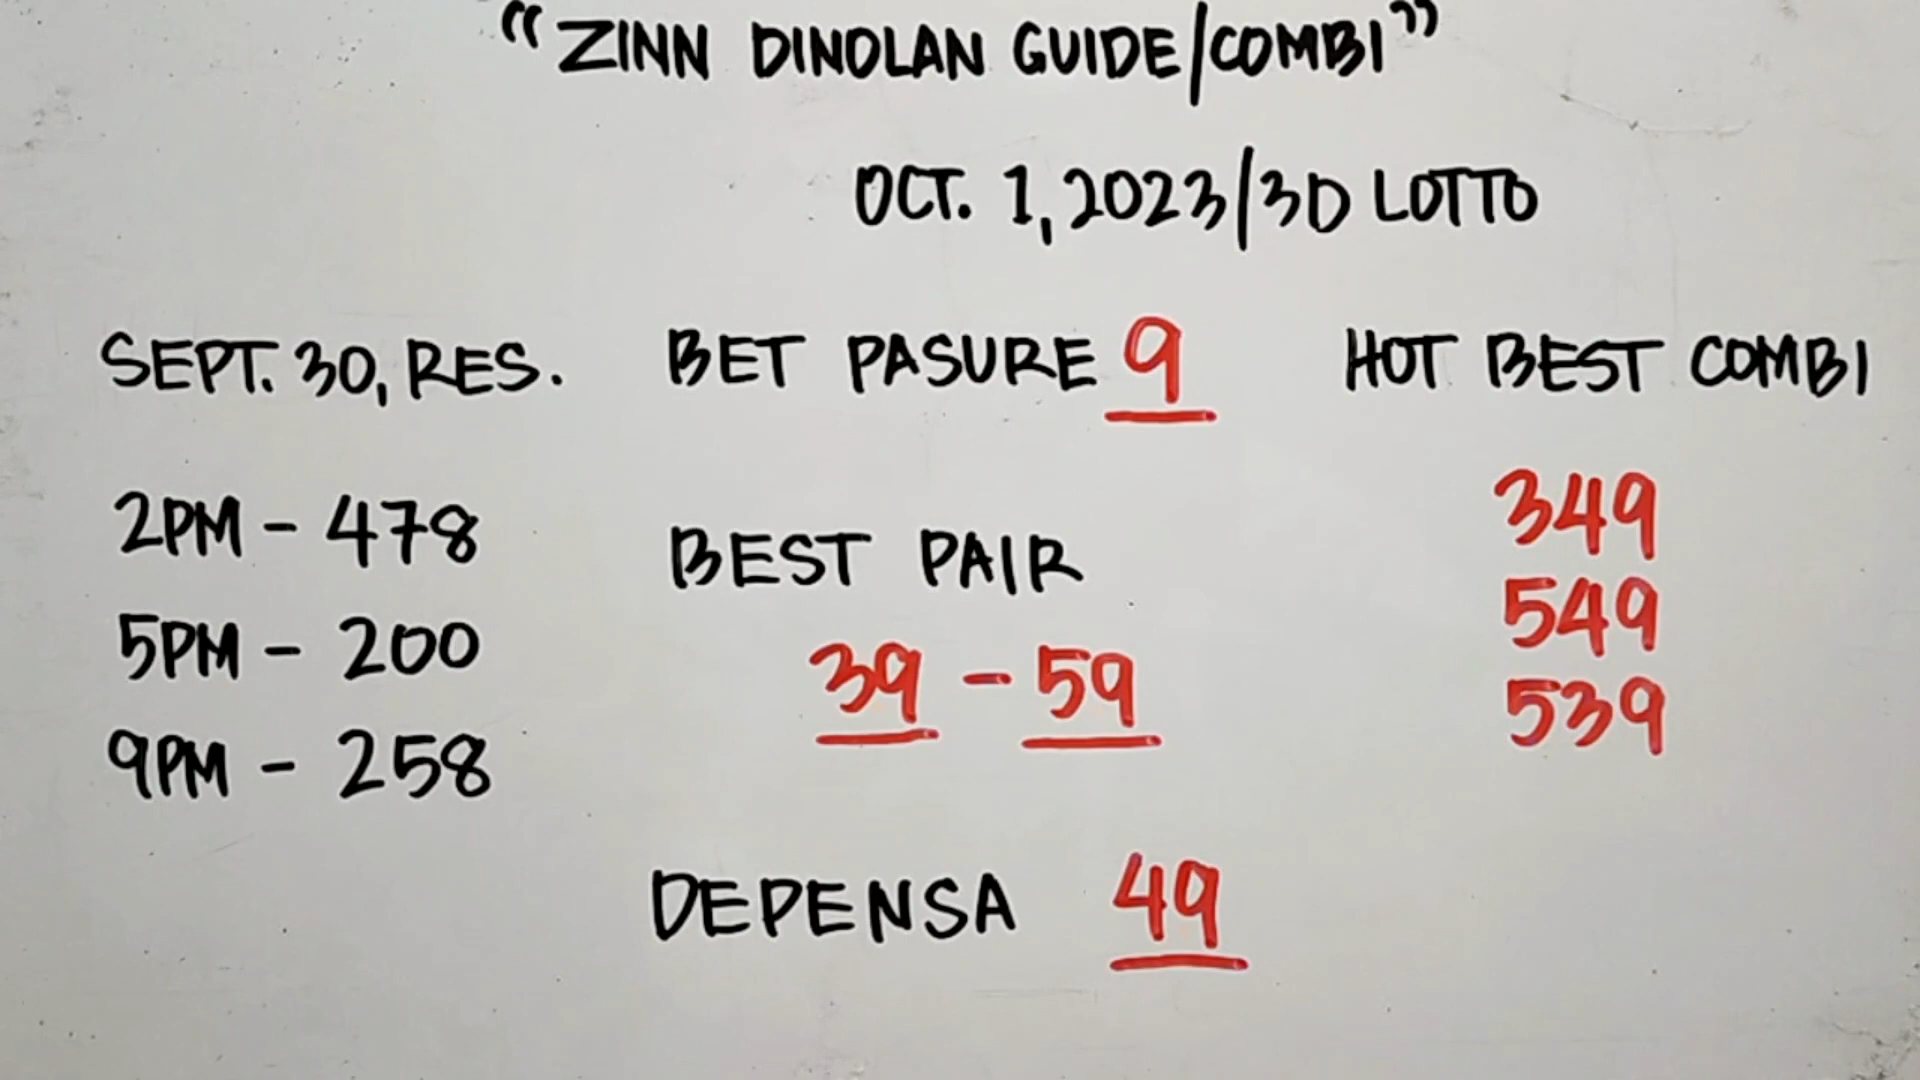 "ZINN DINOLAN GUIDE/COMBI"
OCT. 1, 2023/3D LOTTO
SEPT. 30, RES.
2PM - 478
5PM - 200
9PM - 258
BET PASURE 9
BEST PAIR
39 - 59
DEPENSA 49
HOT BEST COMBI
349
549
539